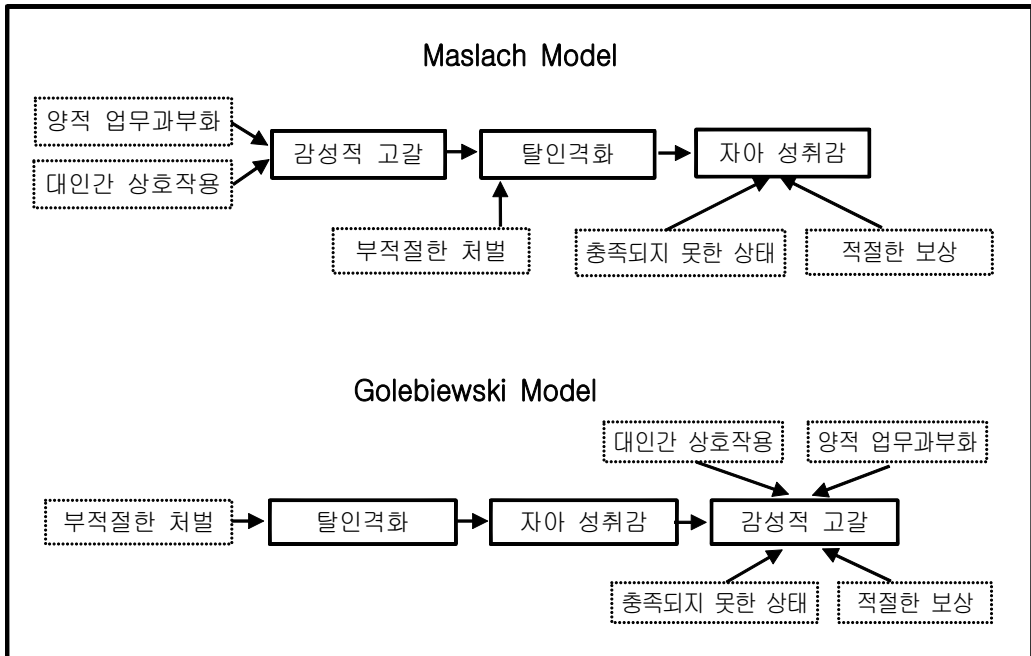 Maslach Model
양적 업무과부화
대인간 상호작용
감성적 고갈
탈인격화
자아 성취감
부적절한 처벌
충족되지 못한 상태
적절한 보상
Golebiewski Model
대인간 상호작용
양적 업무과부화
부적절한 처벌
탈인격화
자아 성취감
감성적 고갈
충족되지 못한 상태
적절한 보상